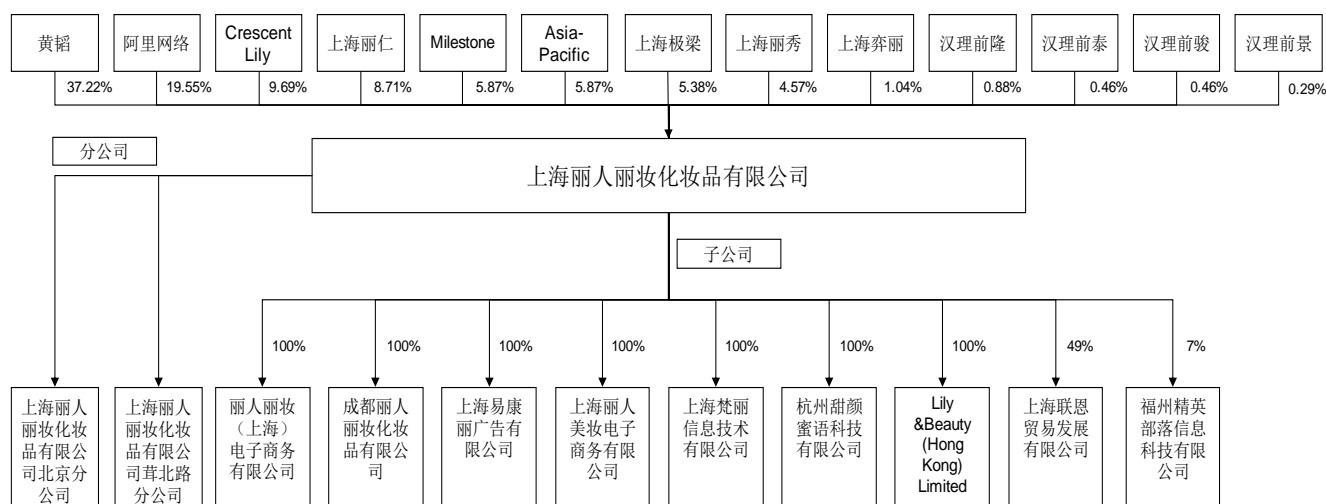 黄韬
阿里网络
Crescent
Lily
上海丽仁
Milestone
Asia-
Pacific
上海极梁
上海丽秀
上海弈丽
汉理前隆
汉理前泰
汉理前骏
汉理前景
37.22%
19.55%
9.69%
8.71%
5.87%
5.87%
5.38%
4.57%
1.04%
0.88%
0.46%
0.46%
0.29%
分公司
上海丽人丽妆化妆品有限公司
子公司
100%
100%
100%
100%
100%
100%
100%
49%
7%
上海丽人
丽妆化妆
品有限公
司北京分
公司
上海丽人
丽妆化妆
品有限公
司茸北路
分公司
丽人丽妆
（上海）
电子商务
有限公司
成都丽人
丽妆化妆
品有限公
司
上海易康
丽广告有
限公司
上海丽人
美妆电子
商务有限
公司
上海梵丽
信息技术
有限公司
杭州甜颜
蜜语科技
有限公司
Lily
&Beauty
(Hong
Kong)
Limited
上海联恩
贸易发展
有限公司
福州精英
部落信息
科技有限
公司